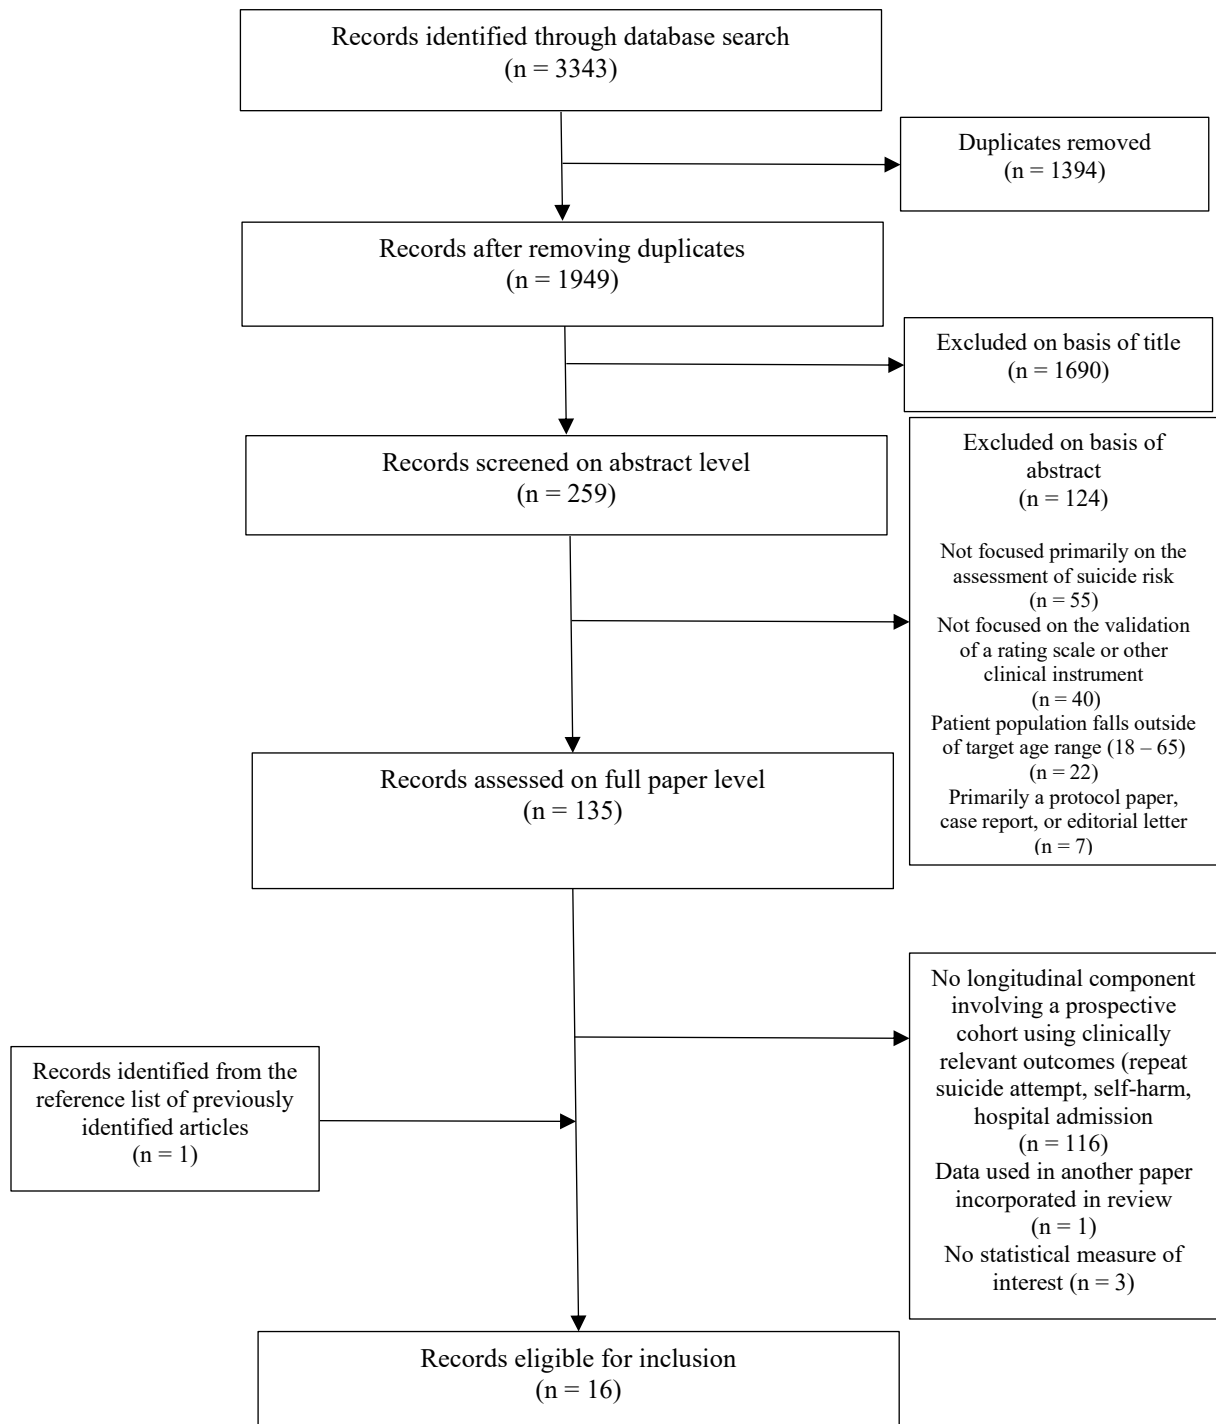 Records identified through database search
(n = 3343)
Duplicates removed
(n = 1394)
Records after removing duplicates
(n = 1949)
Excluded on basis of title
(n = 1690)
Records screened on abstract level
(n = 259)
Excluded on basis of
abstract
(n = 124)
Not focused primarily on the
assessment of suicide risk
(n = 55)
Not focused on the validation
of a rating scale or other
clinical instrument
(n = 40)
Patient population falls outside
of target age range (18 – 65)
(n = 22)
Primarily a protocol paper,
case report, or editorial letter
(n = 7)
Records assessed on full paper level
(n = 135)
No longitudinal component
involving a prospective
cohort using clinically
relevant outcomes (repeat
suicide attempt, self-harm,
hospital admission
(n = 116)
Data used in another paper
incorporated in review
(n = 1)
No statistical measure of
interest (n = 3)
Records identified from the
reference list of previously
identified articles
(n = 1)
Records eligible for inclusion
(n = 16)